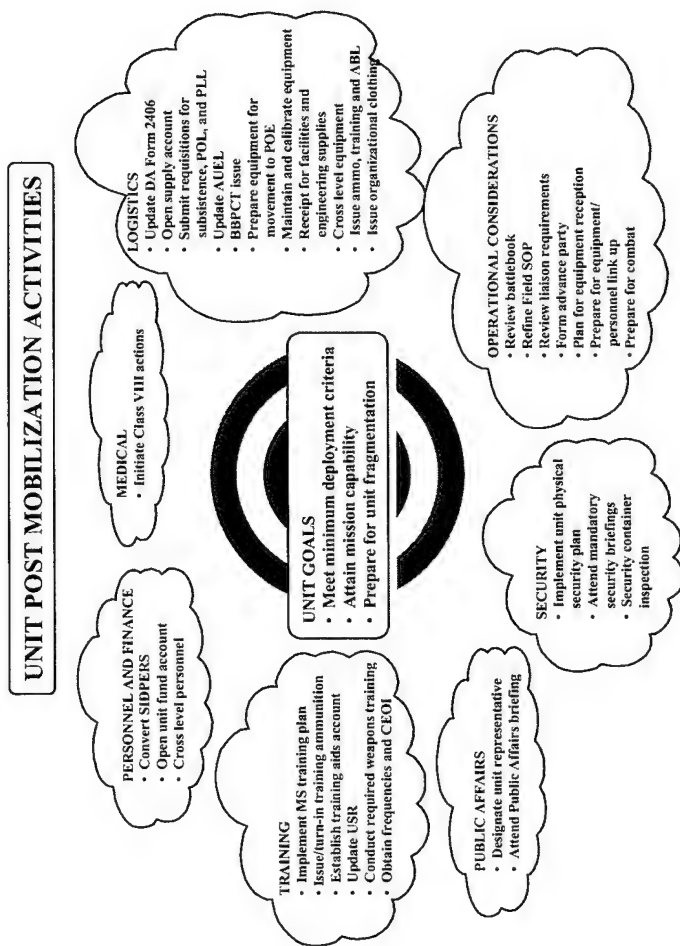 UNIT POST MOBILIZATION ACTIVITIES
PERSONNEL AND FINANCE
• Convert SIDPERS
• Open unit fund account
• Cross level personnel
MEDICAL
• Initiate Class VIII actions
LOGISTICS
• Update DA Form 2406
• Open supply account
• Submit requisitions for
subsistence, POL, and PLL
• Update AUEL
• BBPCT issue
• Prepare equipment for
movement to POE
• Maintain and calibrate equipment
• Receipt for facilities and
engineering supplies
• Cross level equipment
• Issue ammo, training and ABL
• Issue organizational clothing
TRAINING
• Implement MS training plan
• Issue/turn-in training ammunition
• Establish training aids account
• Update USR
• Conduct required weapons training
• Obtain frequencies and CEOI
UNIT GOALS
• Meet minimum deployment criteria
• Attain mission capability
• Prepare for unit fragmentation
PUBLIC AFFAIRS
• Designate unit representative
• Attend Public Affairs briefing
SECURITY
• Implement unit physical
security plan
• Attend mandatory
security briefings
• Security container
inspection
OPERATIONAL CONSIDERATIONS
• Review battlebook
• Refine Field SOP
• Review liaison requirements
• Form advance party
• Plan for equipment reception
• Prepare for equipment/
personnel link up
• Prepare for combat